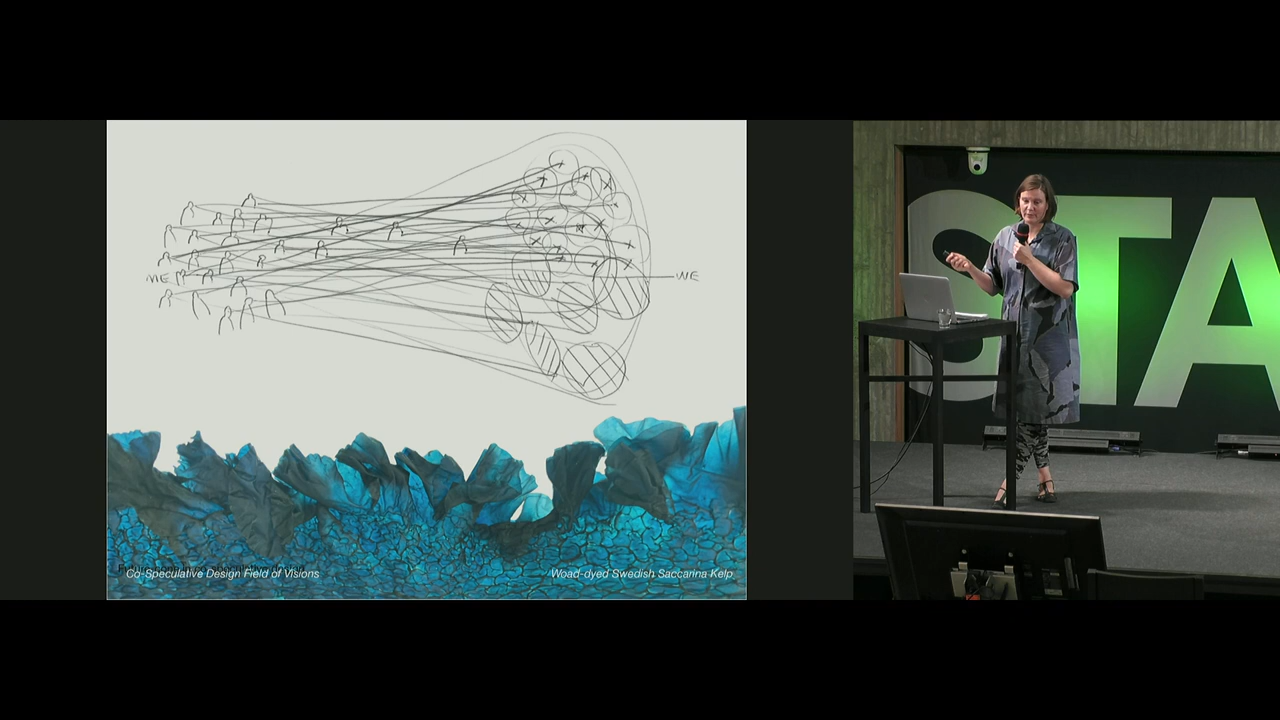 ME
WE
Co-Speculative Design Field of Visions
Woad-dyed Swedish Saccarina Kelp
STA